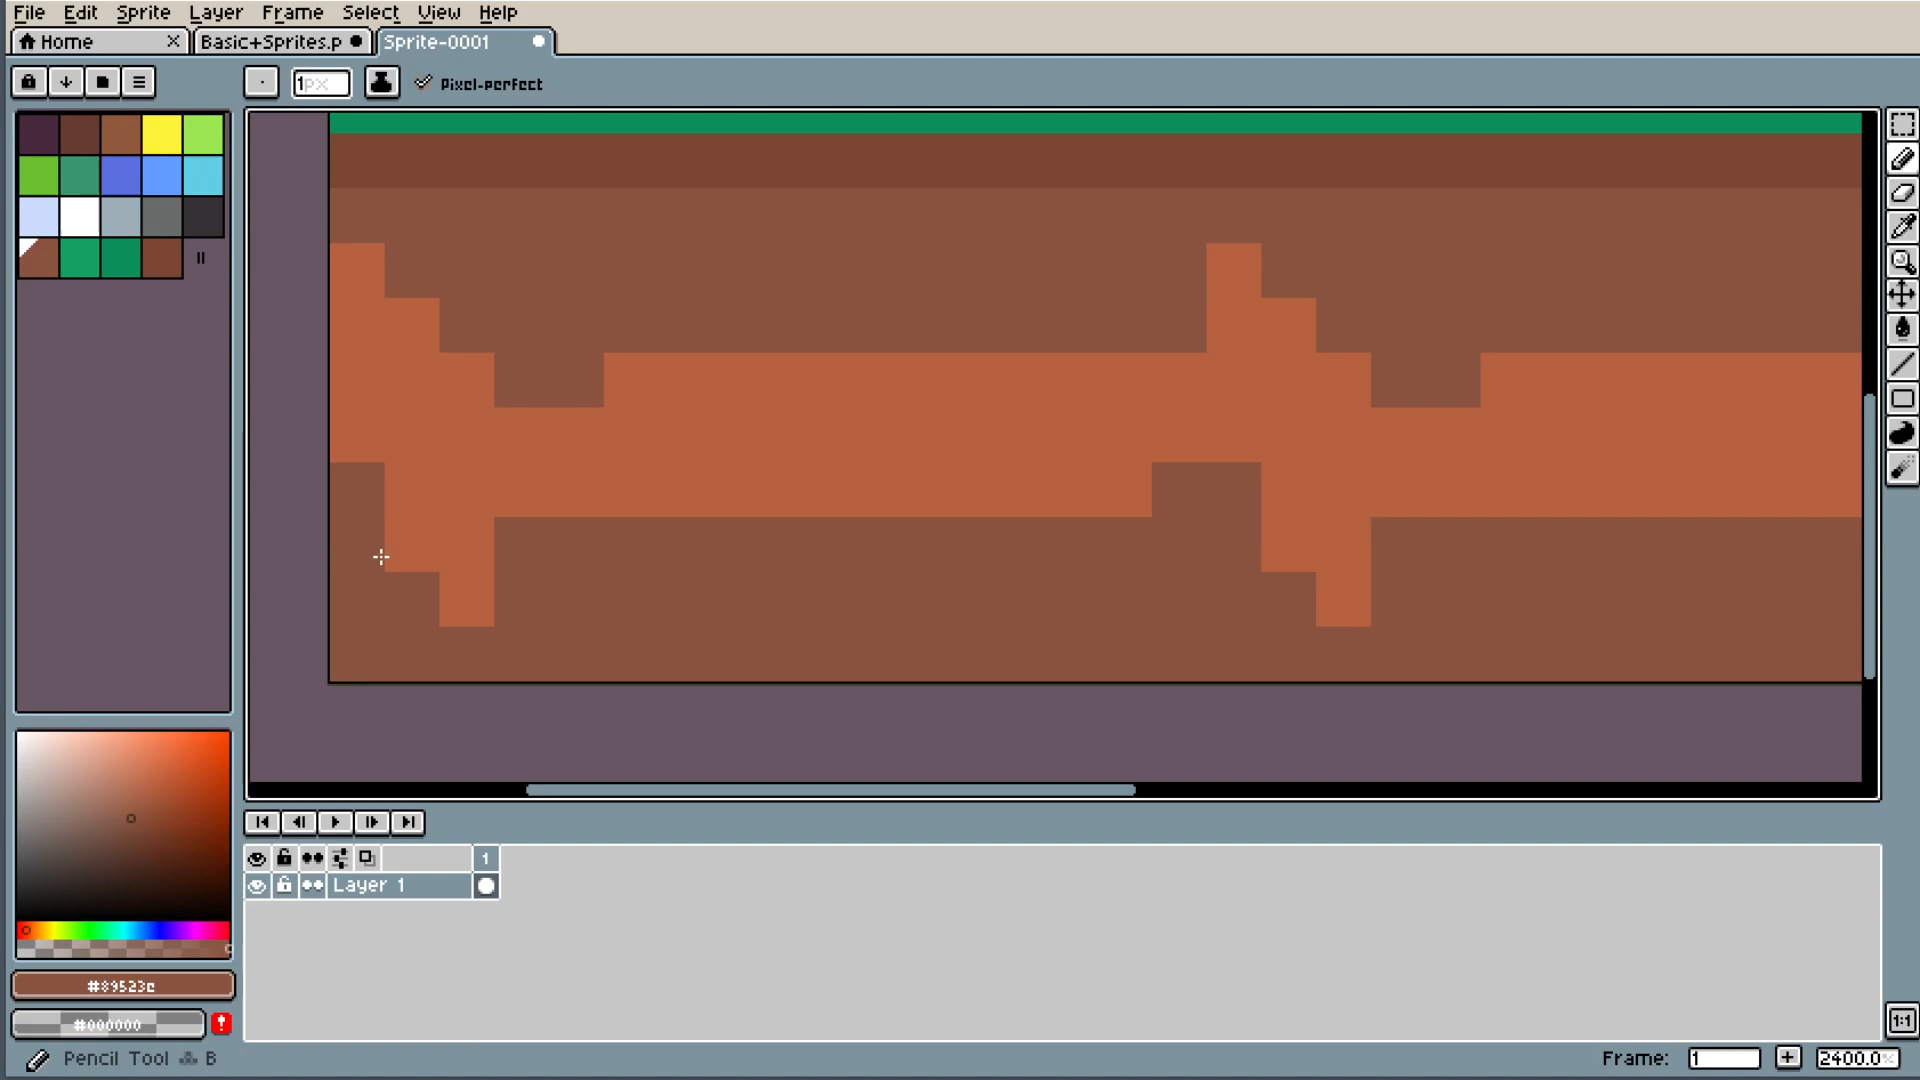 File Edit Sprite Layer Frame Select View Help
Home Basic+Sprites.p Sprite-0001
1px Pixel-perfect
1
Layer 1
#89523e
#000000
Pencil Tool B Frame: 1 2400.0%
1:1